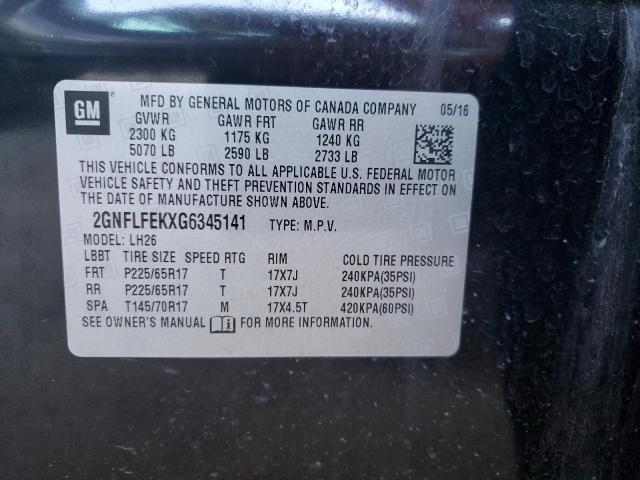 GM MFD BY GENERAL MOTORS OF CANADA COMPANY 05/16
GVWR GAWR FRT GAWR RR
2300 KG 1175 KG 1240 KG
5070 LB 2590 LB 2733 LB
THIS VEHICLE CONFORMS TO ALL APPLICABLE U.S. FEDERAL MOTOR
VEHICLE SAFETY AND THEFT PREVENTION STANDARDS IN EFFECT ON
THE DATE OF MANUFACTURE SHOWN ABOVE.
2GNFLFEKXG6345141 TYPE: M.P.V.
MODEL: LH26
LBBT TIRE SIZE SPEED RTG RIM COLD TIRE PRESSURE
FRT P225/65R17 T 17X7J 240KPA(35PSI)
RR P225/65R17 T 17X7J 240KPA(35PSI)
SPA T145/70R17 M 17X4.5T 420KPA(60PSI)
SEE OWNER'S MANUAL FOR MORE INFORMATION.